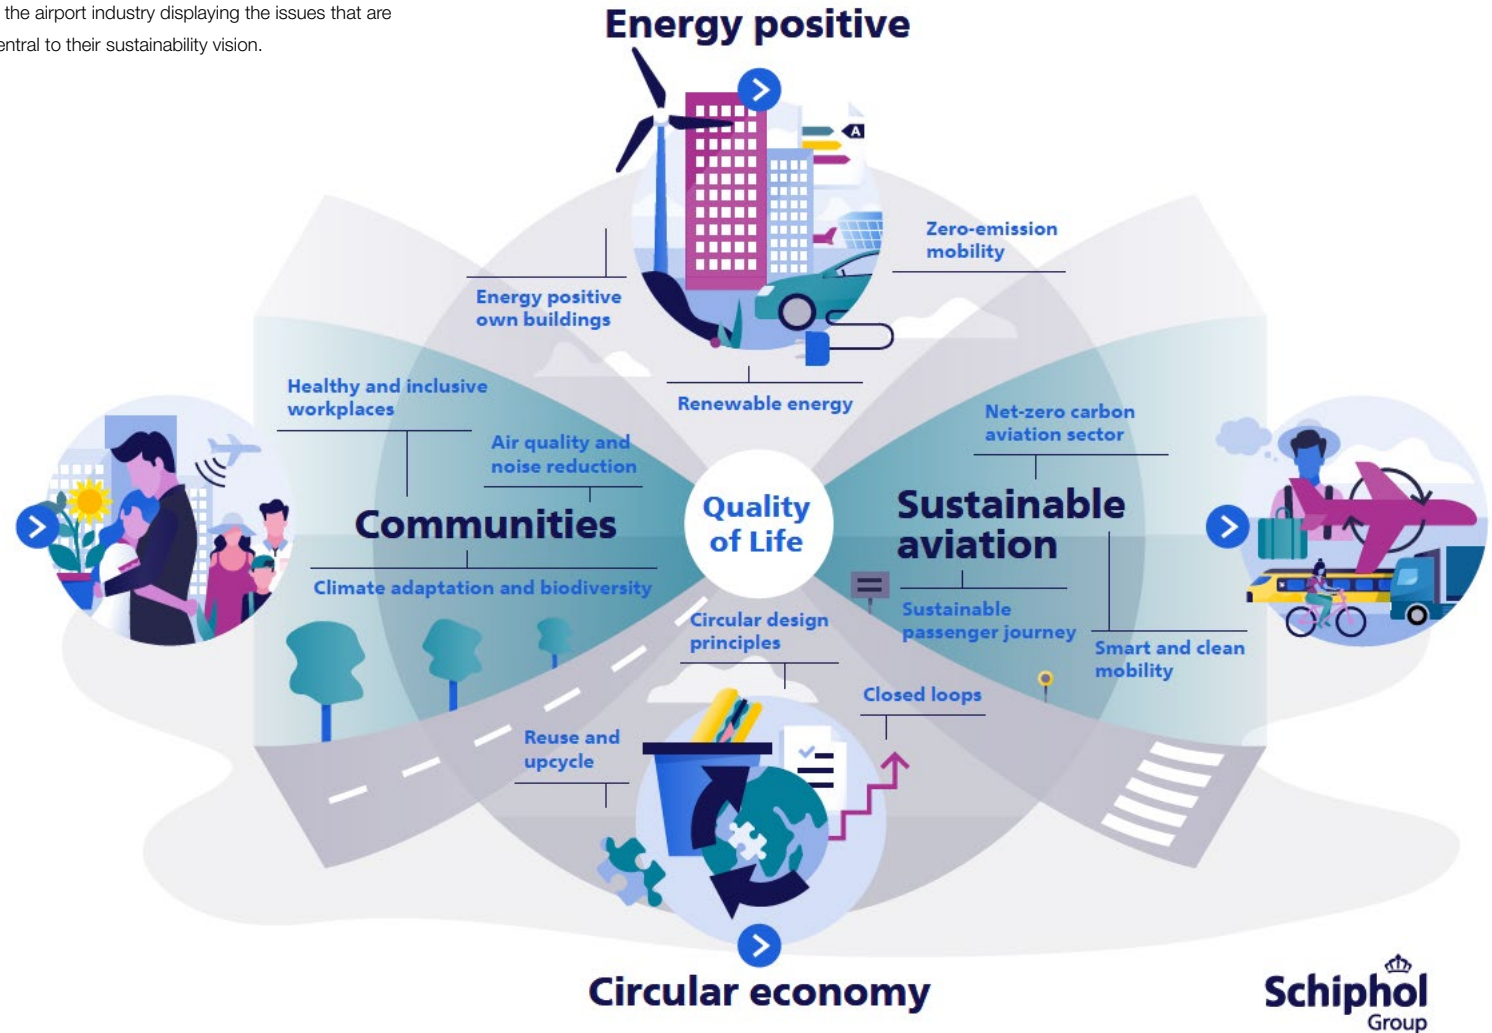 the airport industry displaying the issues that are
entral to their sustainability vision.
Energy positive
A
Zero-emission
mobility
Energy positive
own buildings
Renewable energy
Healthy and inclusive
workplaces
Air quality and
noise reduction
Communities
Climate adaptation and biodiversity
Quality
of Life
Net-zero carbon
aviation sector
Sustainable
aviation
Sustainable
passenger journey
Smart and clean
mobility
Circular design
principles
Closed loops
Reuse and
upcycle
Circular economy
Schiphol
Group